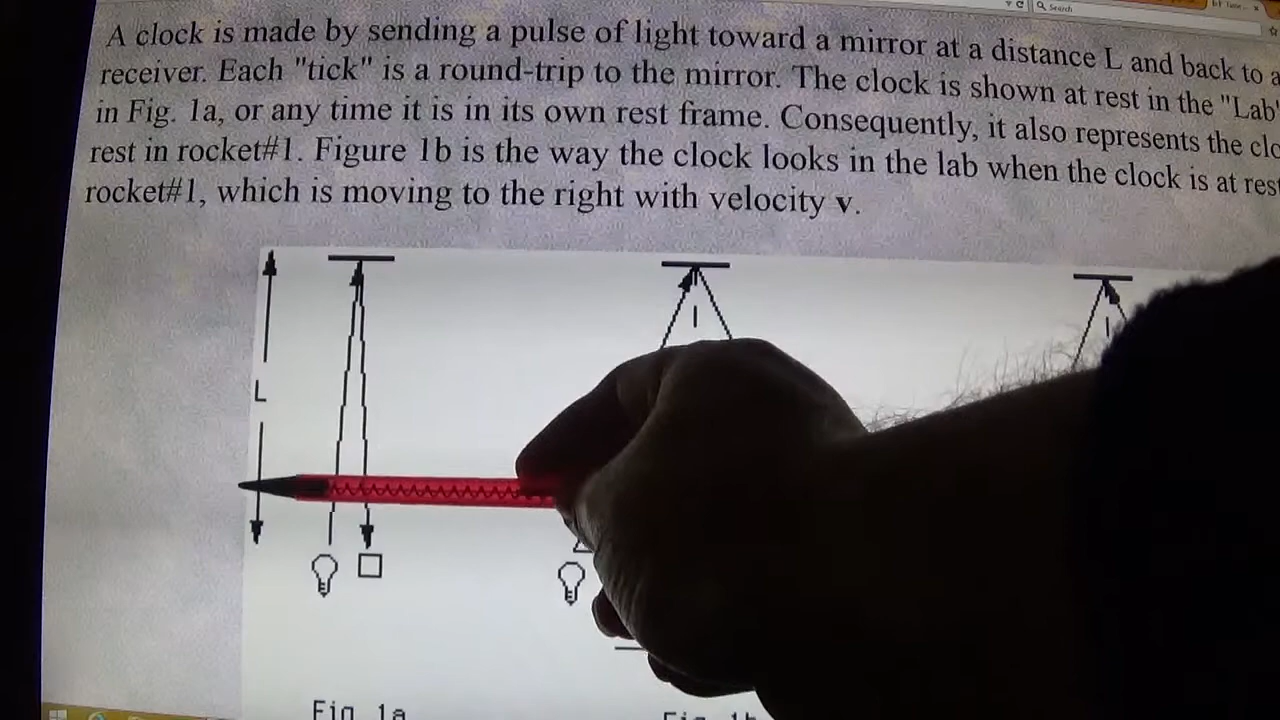 Search
A clock is made by sending a pulse of light toward a mirror at a distance L and back to a
receiver. Each "tick" is a round-trip to the mirror. The clock is shown at rest in the "Lab"
in Fig. 1a, or any time it is in its own rest frame. Consequently, it also represents the
rest in rocket#1. Figure 1b is the way the clock looks in the lab when the clock is at rest
rocket#1, which is moving to the right with velocity v.
L
Fig 1a
Fig 1b